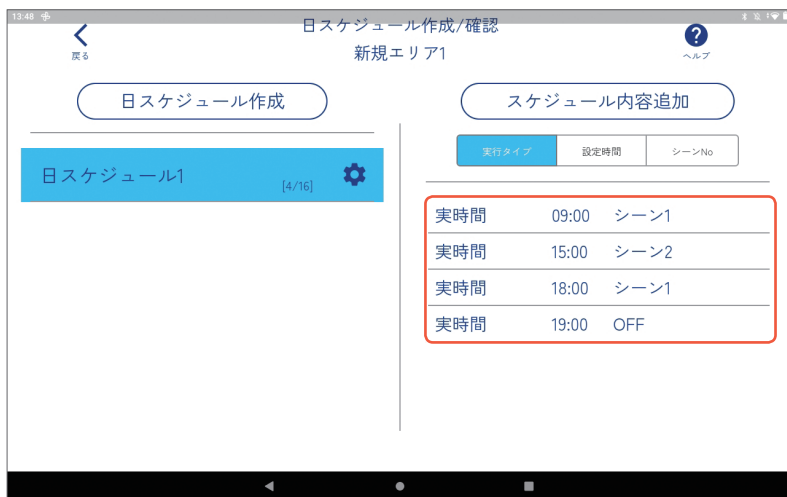 13:48
日スケジュール作成/確認
新規エリア1
戻る
ヘルプ
日スケジュール作成
日スケジュール1
[4/16]
スケジュール内容追加
実行タイプ 設定時間 シーンNo
実時間 09:00 シーン1
実時間 15:00 シーン2
実時間 18:00 シーン1
実時間 19:00 OFF